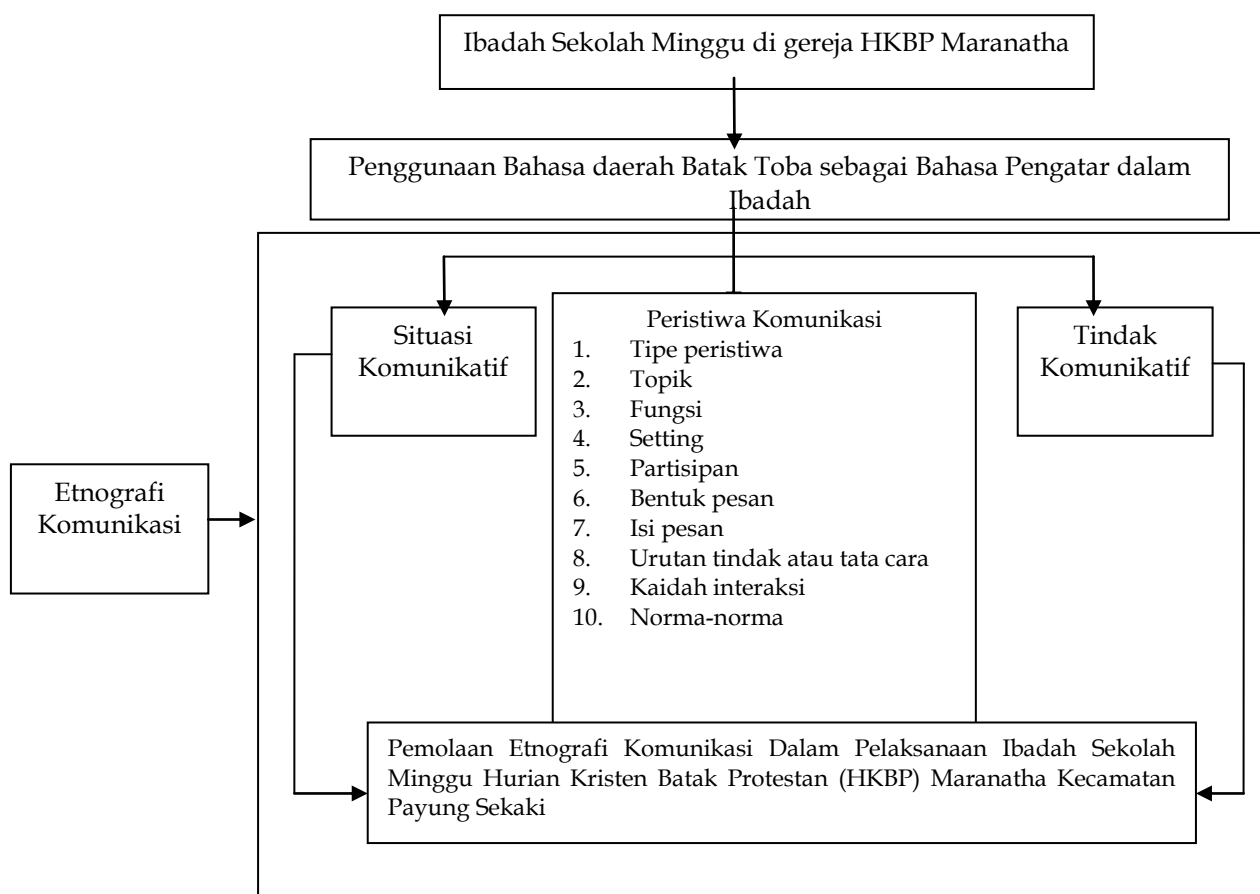 Ibadah Sekolah Minggu di gereja HKBP Maranatha
Penggunaan Bahasa daerah Batak Toba sebagai Bahasa Pengatar dalam
Ibadah
Situasi
Komunikatif
Peristiwa Komunikasi
1. Tipe peristiwa
2. Topik
3. Fungsi
4. Setting
5. Partisipan
6. Bentuk pesan
7. Isi pesan
8. Urutan tindak atau tata cara
9. Kaidah interaksi
10. Norma-norma
Tindak
Komunikatif
Etnografi
Komunikasi
Pemolaan Etnografi Komunikasi Dalam Pelaksanaan Ibadah Sekolah
Minggu Hurian Kristen Batak Protestan (HKBP) Maranatha Kecamatan
Payung Sekaki